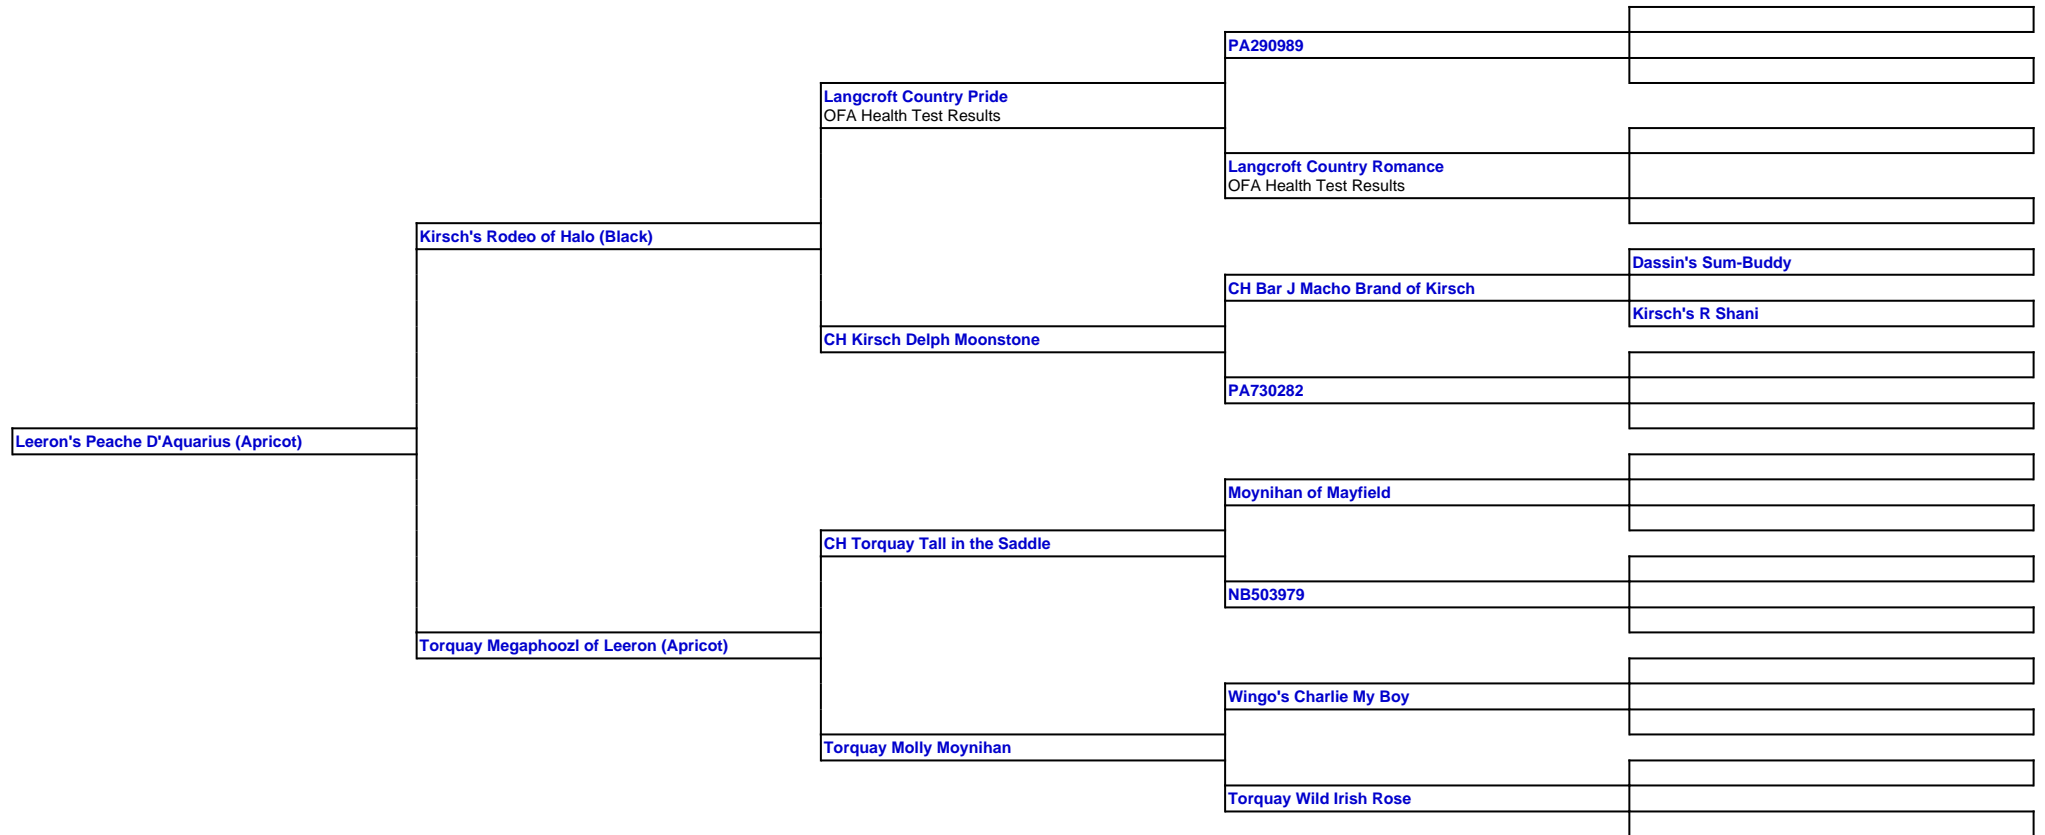 PA290989
Langcroft Country Pride
OFA Health Test Results
Langcroft Country Romance
OFA Health Test Results
Kirsch's Rodeo of Halo (Black)
Dassin's Sum-Buddy
CH Bar J Macho Brand of Kirsch
Kirsch's R Shani
CH Kirsch Delph Moonstone
PA730282
Leeron's Peache D'Aquarius (Apricot)
Moynihan of Mayfield
CH Torquay Tall in the Saddle
NB503979
Torquay Megaphoozl of Leeron (Apricot)
Wingo's Charlie My Boy
Torquay Molly Moynihan
Torquay Wild Irish Rose